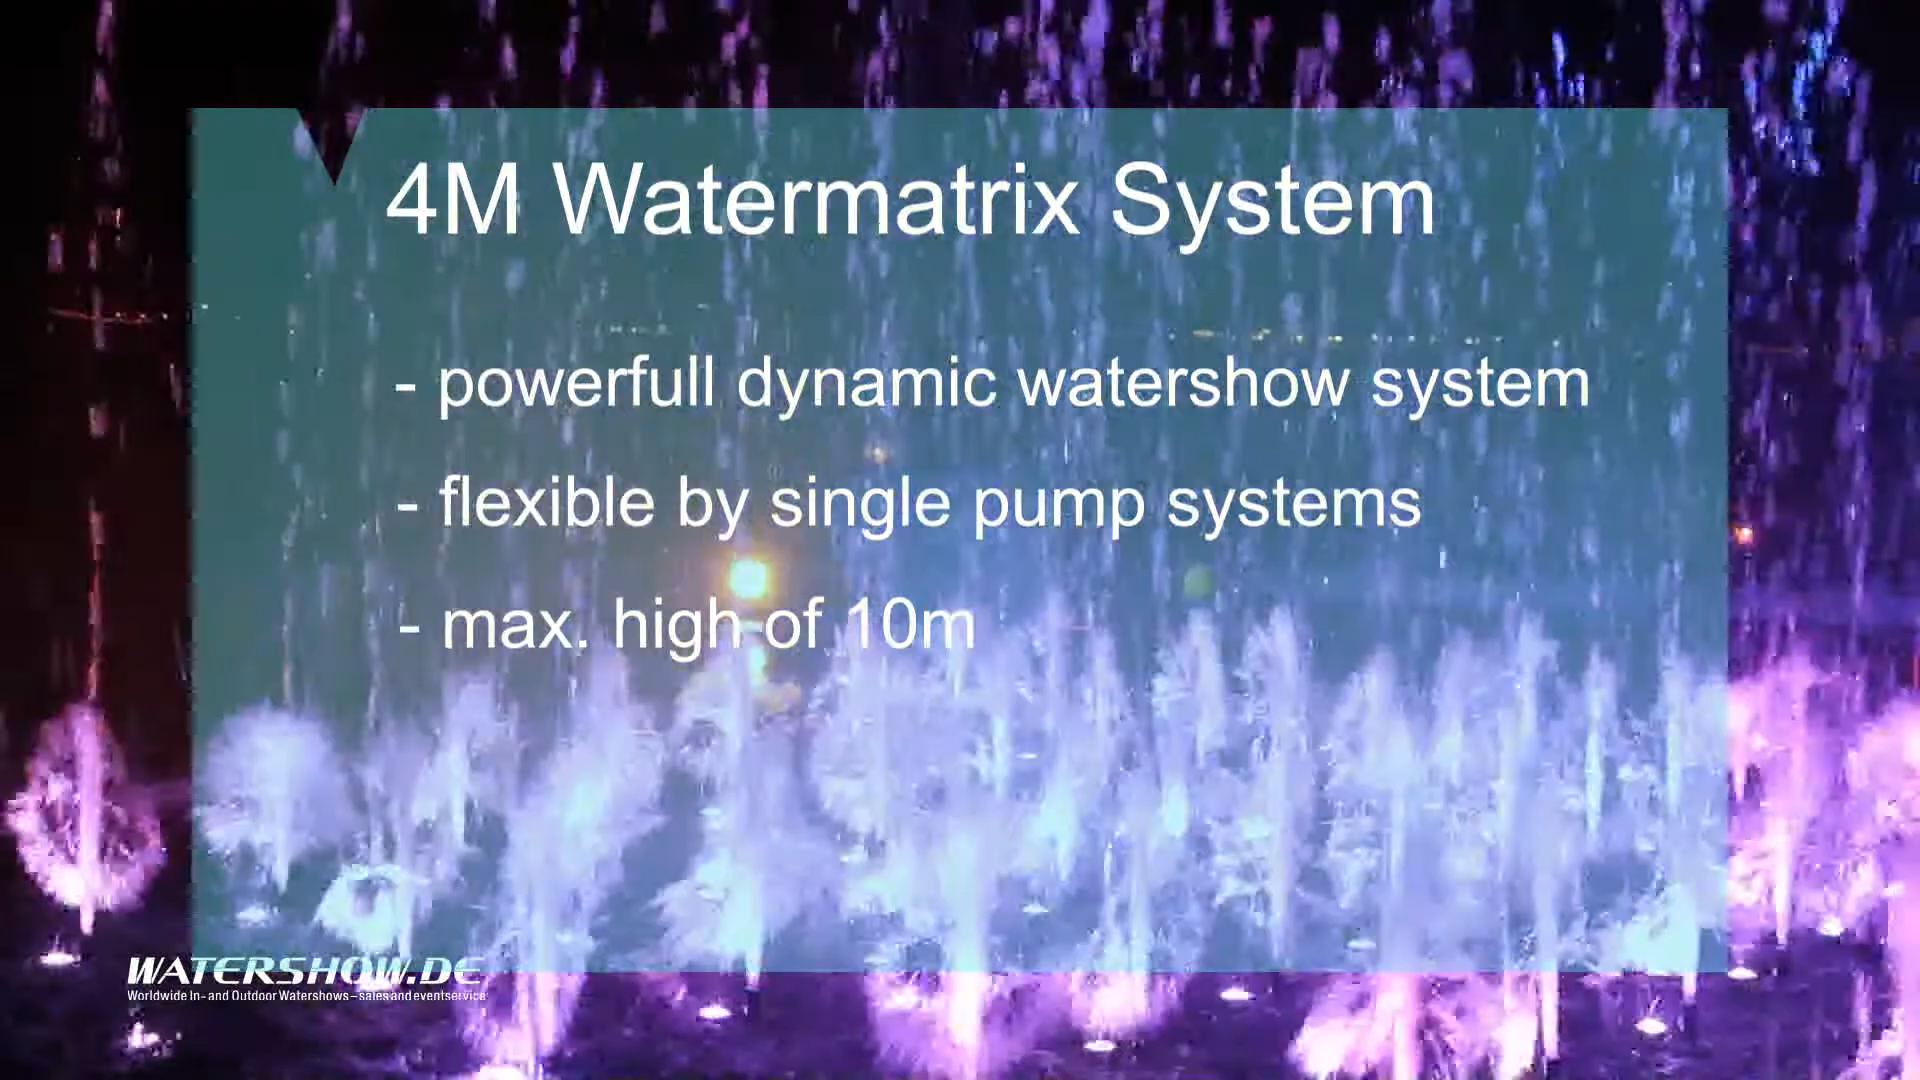 4M Watermatrix System
- powerfull dynamic watershow system
- flexible by single pump systems
- max. high of 10m
WATERSHOW.DE
Worldwide In- and Outdoor Watershows – sales and eventservice